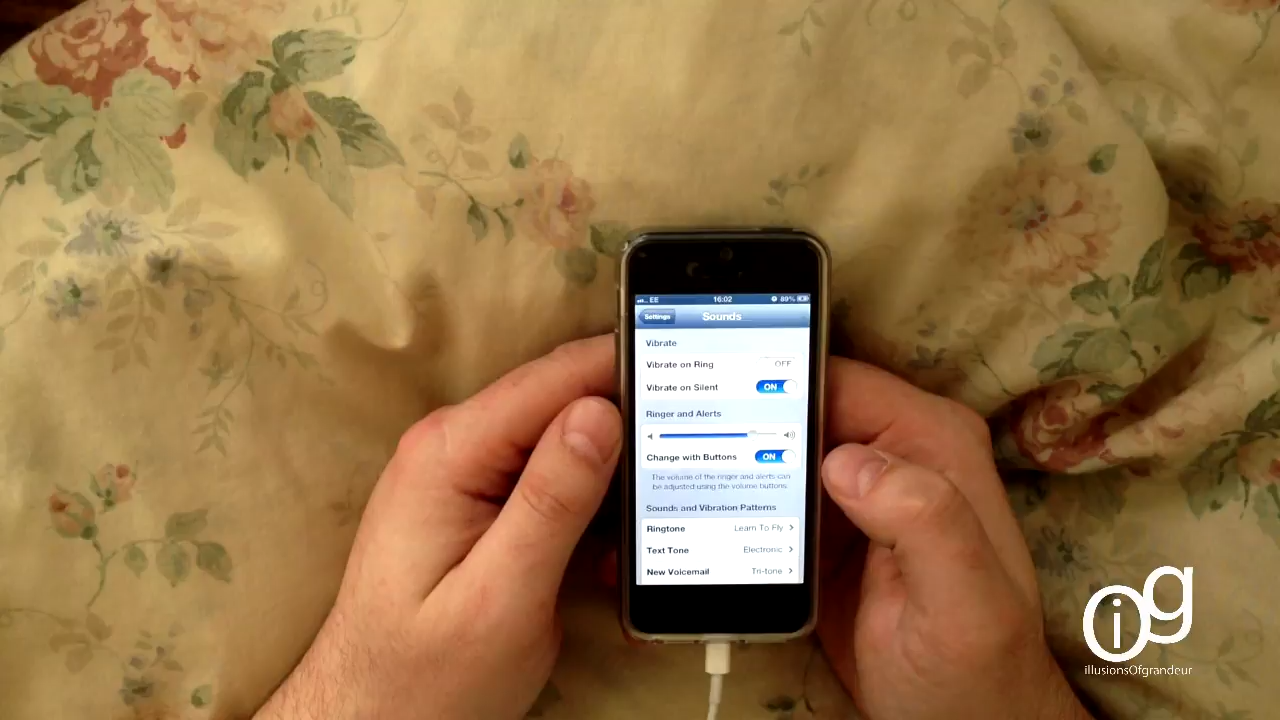 EE 16:02 89%
Settings Sounds
Vibrate
Vibrate on Ring OFF
Vibrate on Silent ON
Ringer and Alerts
Change with Buttons ON
The volume of the ringer and alerts can
be adjusted using the volume buttons.
Sounds and Vibration Patterns
Ringtone Learn To Fly
Text Tone Electronic
New Voicemail Tri-tone
iog
illusionsOfgrandeur